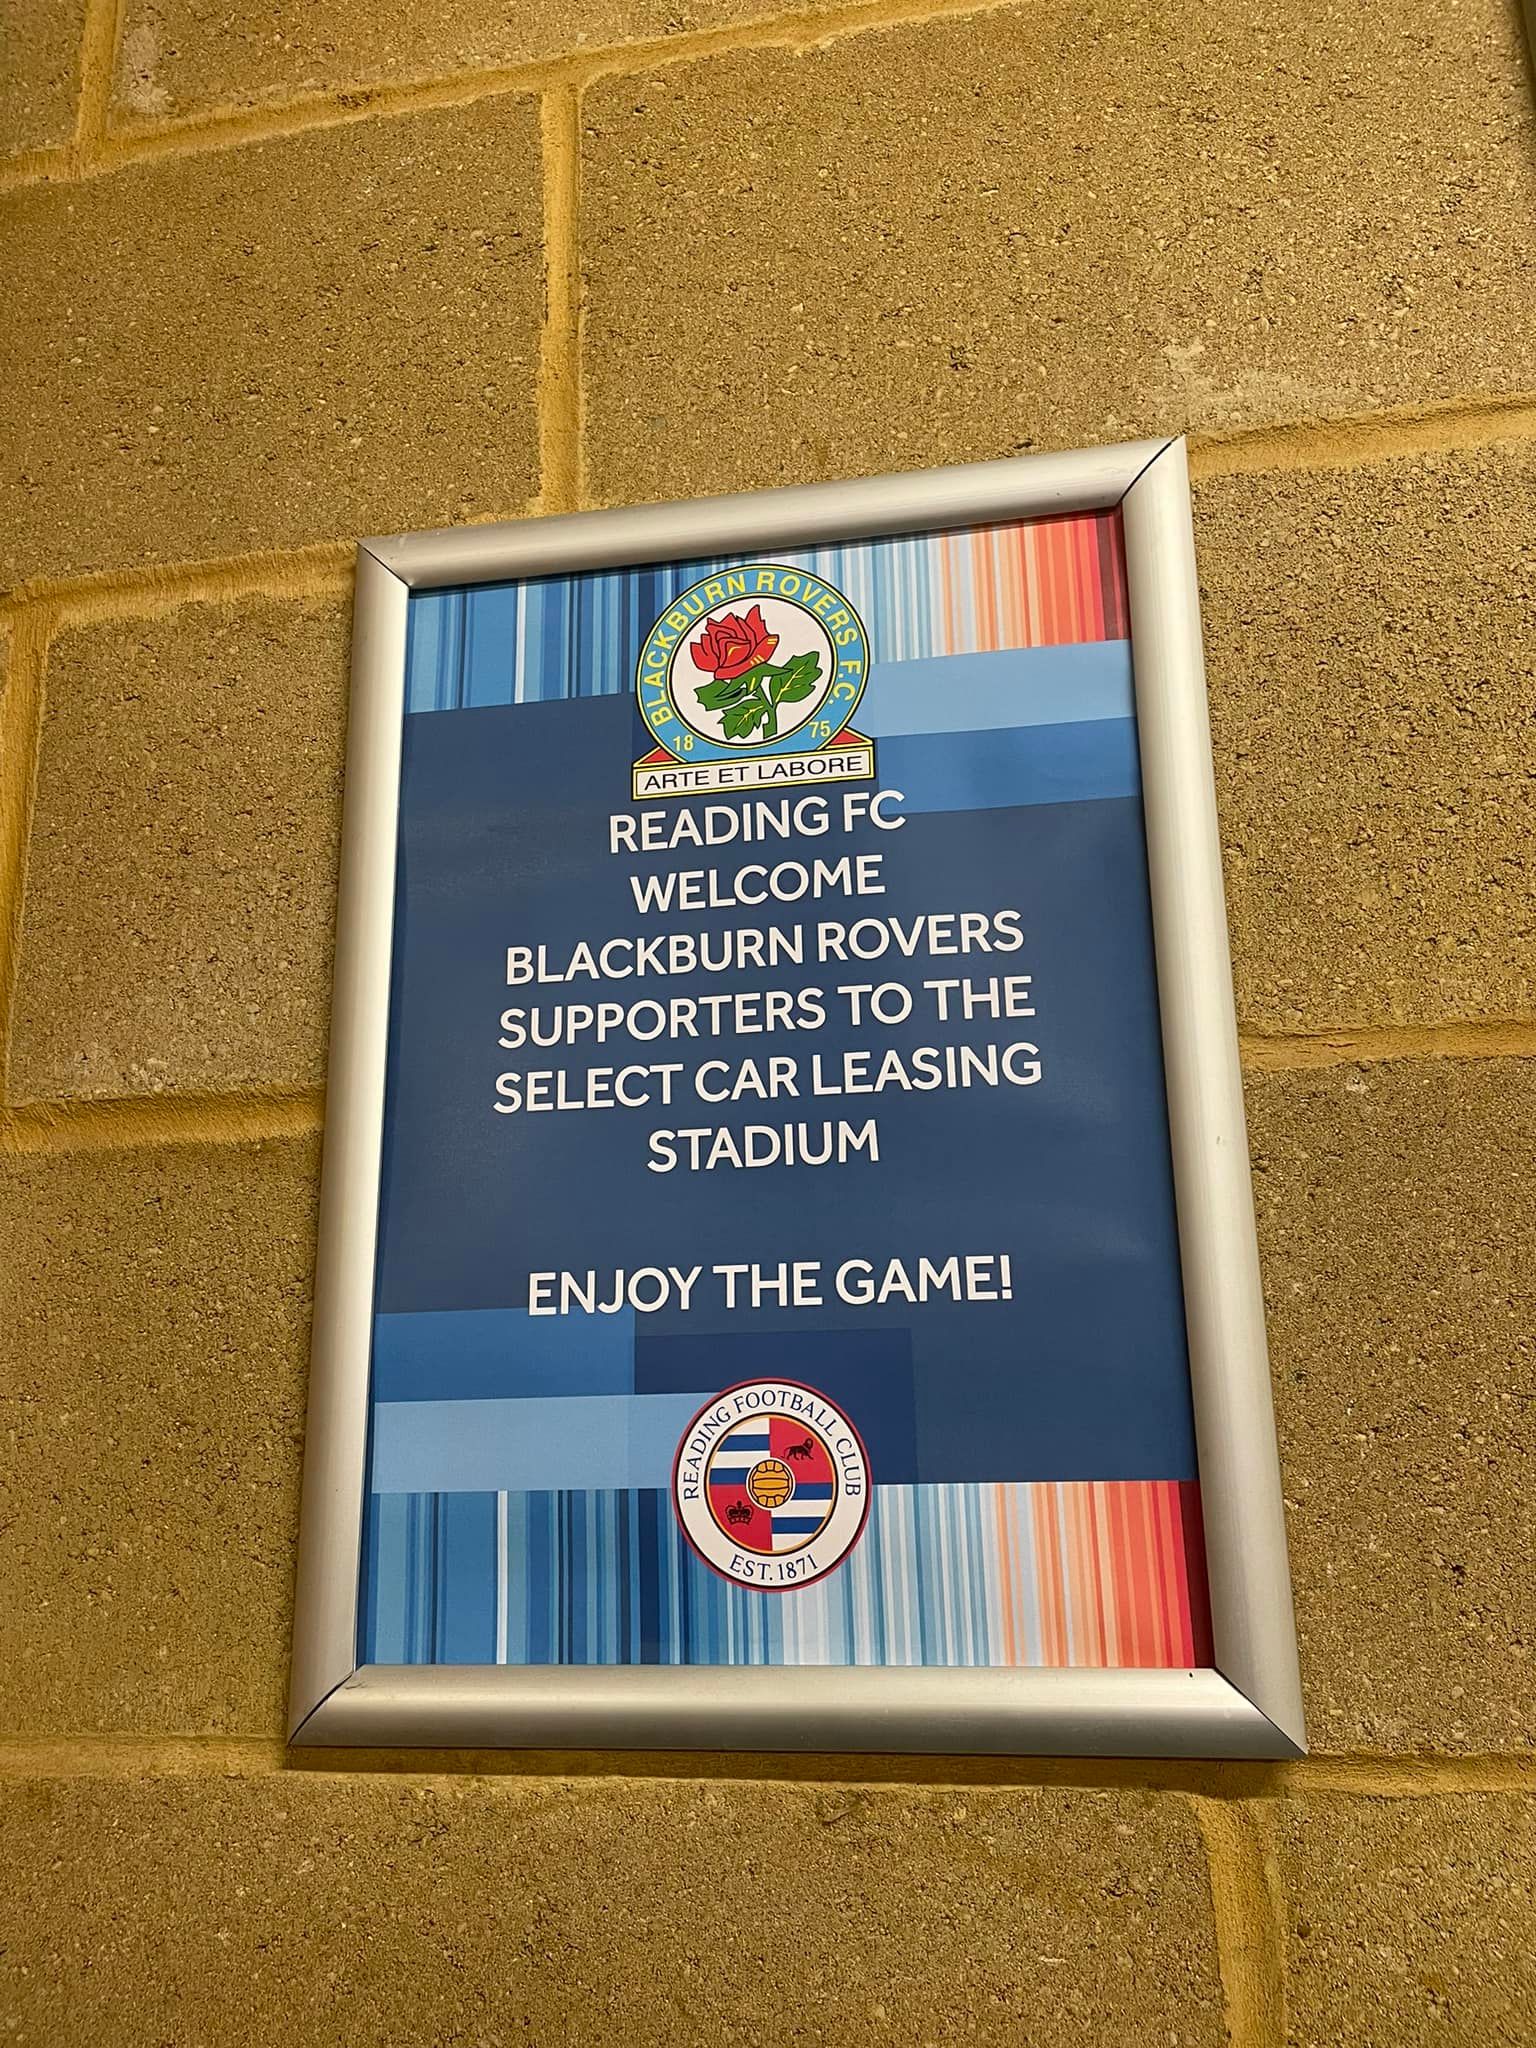 BLACKBURN ROVERS F.C.
18 75
ARTE ET LABORE
READING FC
WELCOME
BLACKBURN ROVERS
SUPPORTERS TO THE
SELECT CAR LEASING
STADIUM
ENJOY THE GAME!
READING FOOTBALL CLUB
EST. 1871